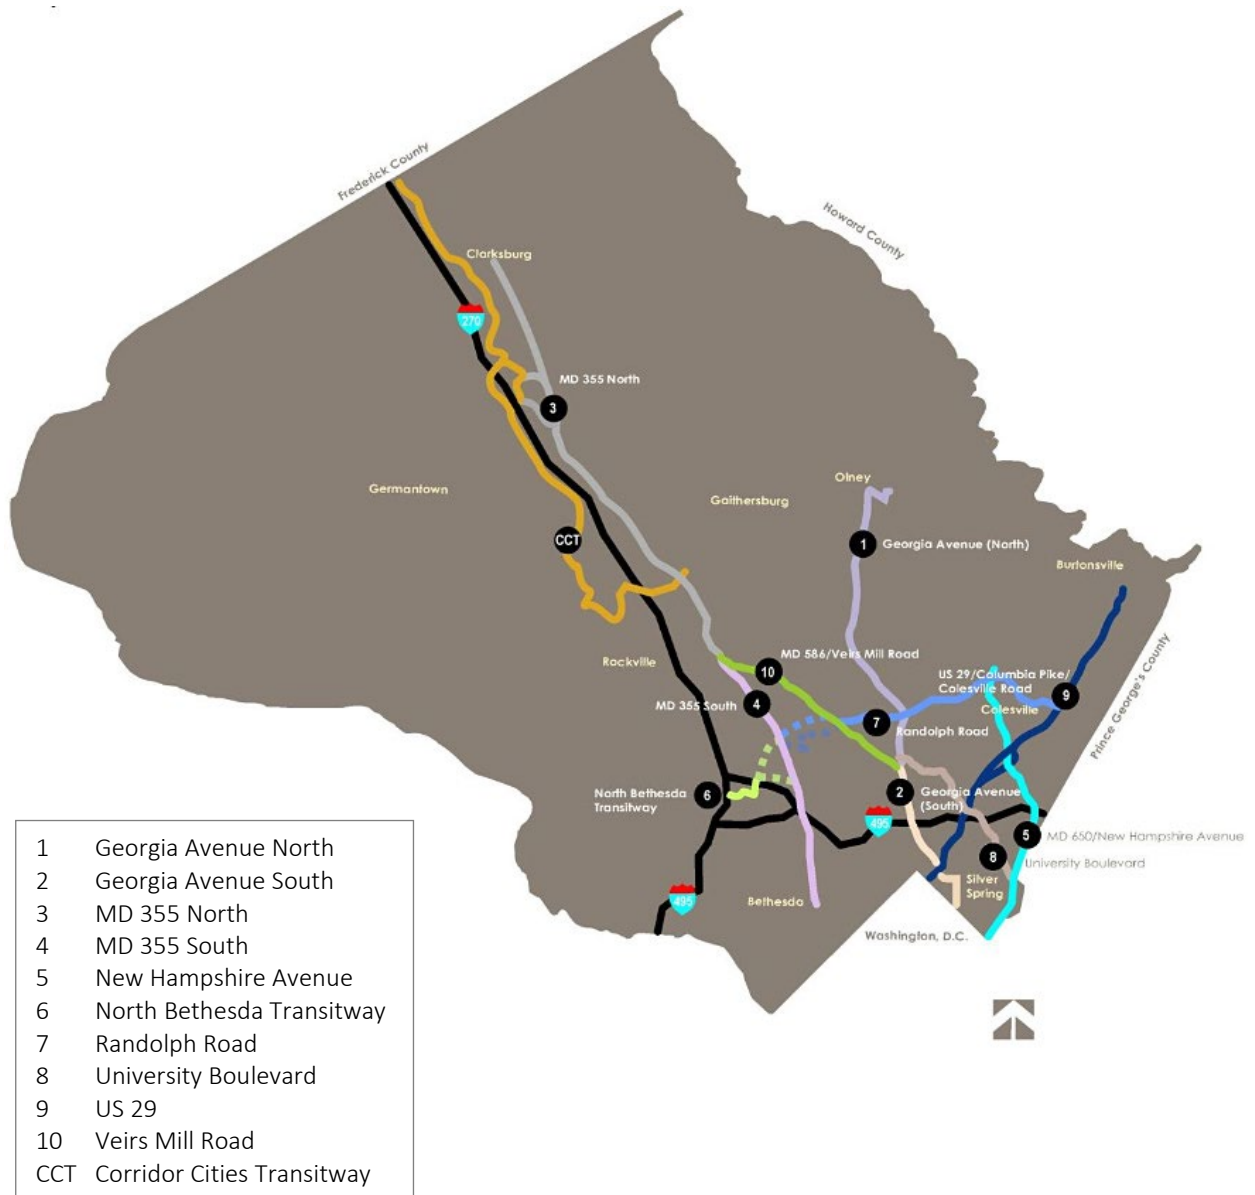 Frederick County
Howard County
Clarksburg
270
MD 355 North
3
Germantown
Gaithersburg
Olney
CCT
1 Georgia Avenue (North)
Burtonsville
Prince George's County
Rockville
MD 586/Veirs Mill Road
10
US 29/Columbia Pike/
Colesville Road
9
MD 355 South 4
Colesville
7 Randolph Road
North Bethesda
Transitway
6
2 Georgia Avenue
(South)
495
5 MD 650/New Hampshire Avenue
8 University Boulevard
495
Bethesda
Silver
Spring
Washington, D.C.
1 Georgia Avenue North
2 Georgia Avenue South
3 MD 355 North
4 MD 355 South
5 New Hampshire Avenue
6 North Bethesda Transitway
7 Randolph Road
8 University Boulevard
9 US 29
10 Veirs Mill Road
CCT Corridor Cities Transitway